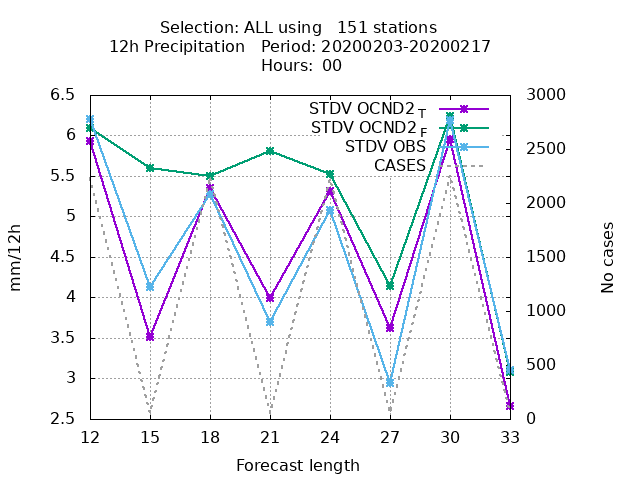 Selection: ALL using   151 stations
12h Precipitation   Period: 20200203-20200217
Hours: 00
STDV OCND2 T
STDV OCND2 F
STDV OBS
CASES
6.5
6
5.5
5
4.5
4
3.5
3
2.5
mm/12h
3000
2500
2000
1500
1000
500
0
No cases
12 15 18 21 24 27 30 33
Forecast length